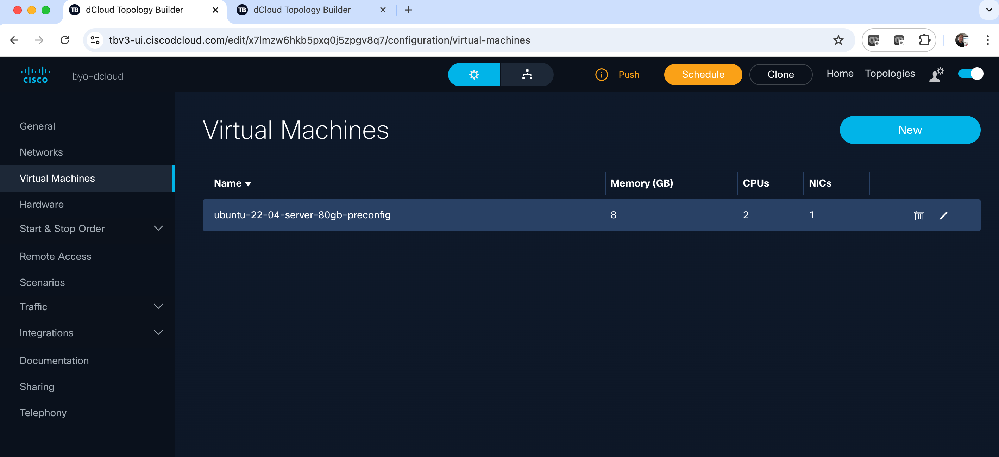 TB dCloud Topology Builder
TB dCloud Topology Builder
tbv3-ui.ciscodcloud.com/edit/x7lmzw6hkb5pxq0j5zpgv8q7/configuration/virtual-machines
CISCO byo-dcloud Push Schedule Clone Home Topologies
General
Networks
Virtual Machines
Hardware
Start & Stop Order
Remote Access
Scenarios
Traffic
Integrations
Documentation
Sharing
Telephony
Virtual Machines
New
Name Memory (GB) CPUs NICs
ubuntu-22-04-server-80gb-preconfig 8 2 1